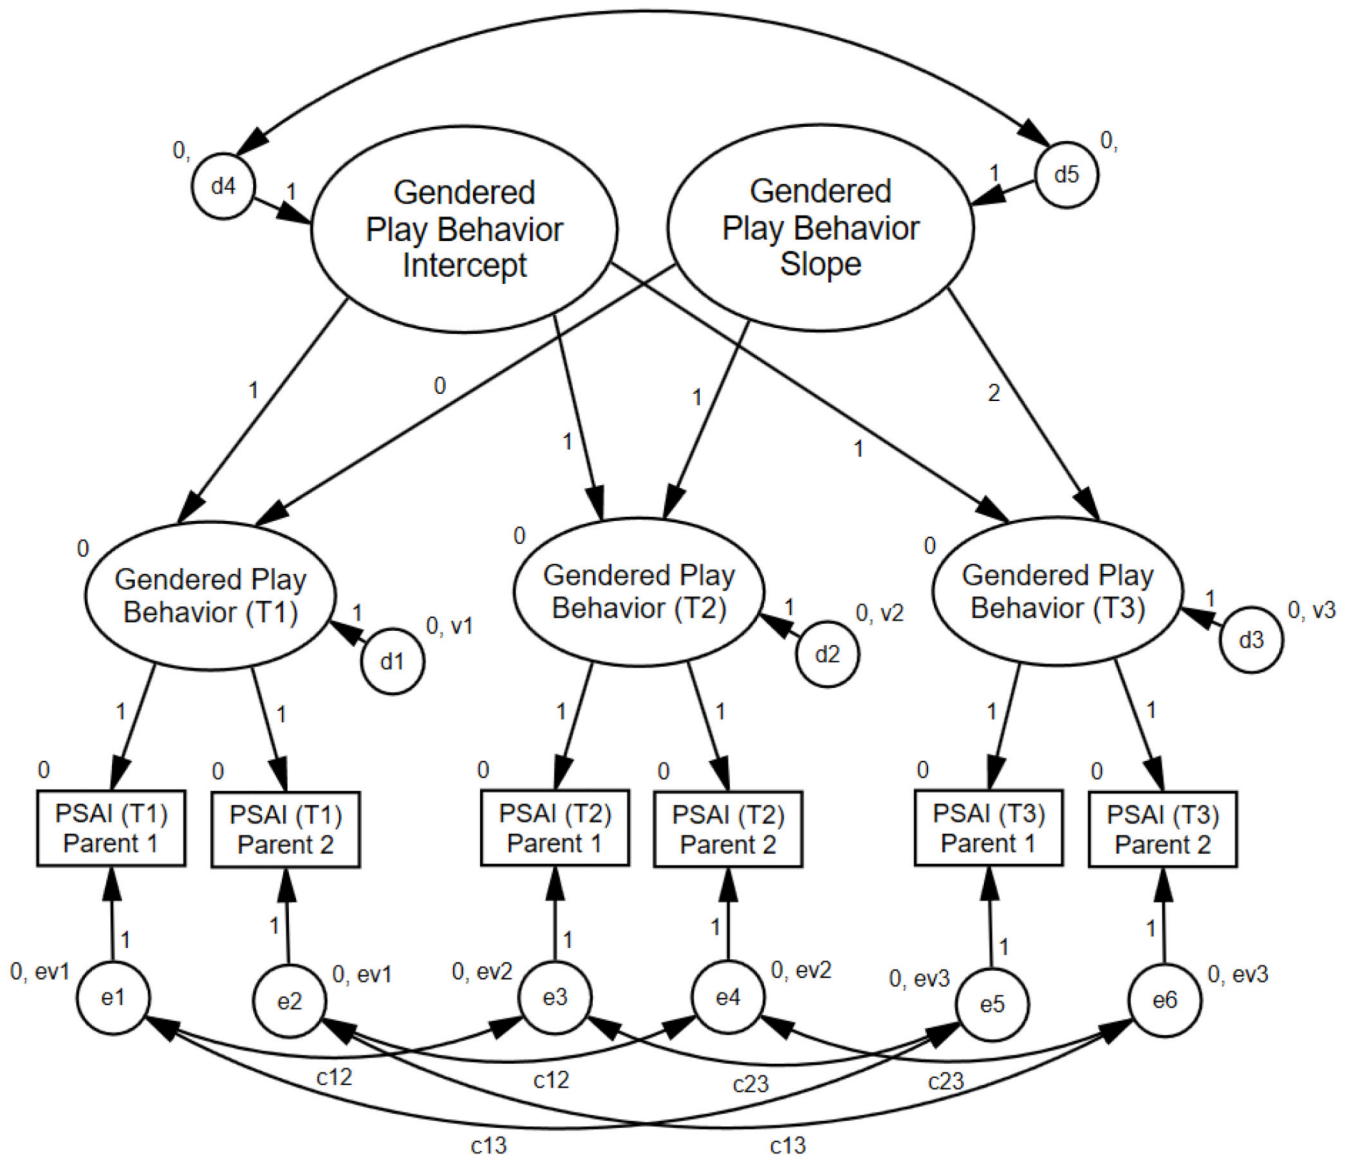 0,
d4
1
Gendered
Play Behavior
Intercept
Gendered
Play Behavior
Slope
1
d5
0,
1
0
1
1
1
2
0
Gendered Play
Behavior (T1)
1
0, v1
d1
0
Gendered Play
Behavior (T2)
1
0, v2
d2
0
Gendered Play
Behavior (T3)
1
0, v3
d3
1
1
1
1
1
1
0
PSAI (T1)
Parent 1
0
PSAI (T1)
Parent 2
0
PSAI (T2)
Parent 1
0
PSAI (T2)
Parent 2
0
PSAI (T3)
Parent 1
0
PSAI (T3)
Parent 2
1
1
1
1
1
1
0, ev1
e1
e2
0, ev1
0, ev2
e3
e4
0, ev2
0, ev3
e5
e6
0, ev3
c12
c12
c23
c23
c13
c13